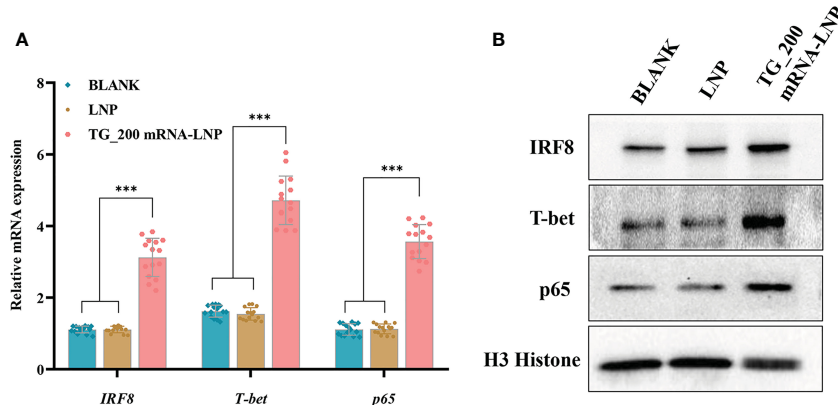 A
Relative mRNA expression
8
6
4
2
0
BLANK
LNP
TG_200 mRNA-LNP
***
***
***
IRF8
T-bet
p65
B
BLANK
LNP
TG_200
mRNA-LNP
IRF8
T-bet
p65
H3 Histone